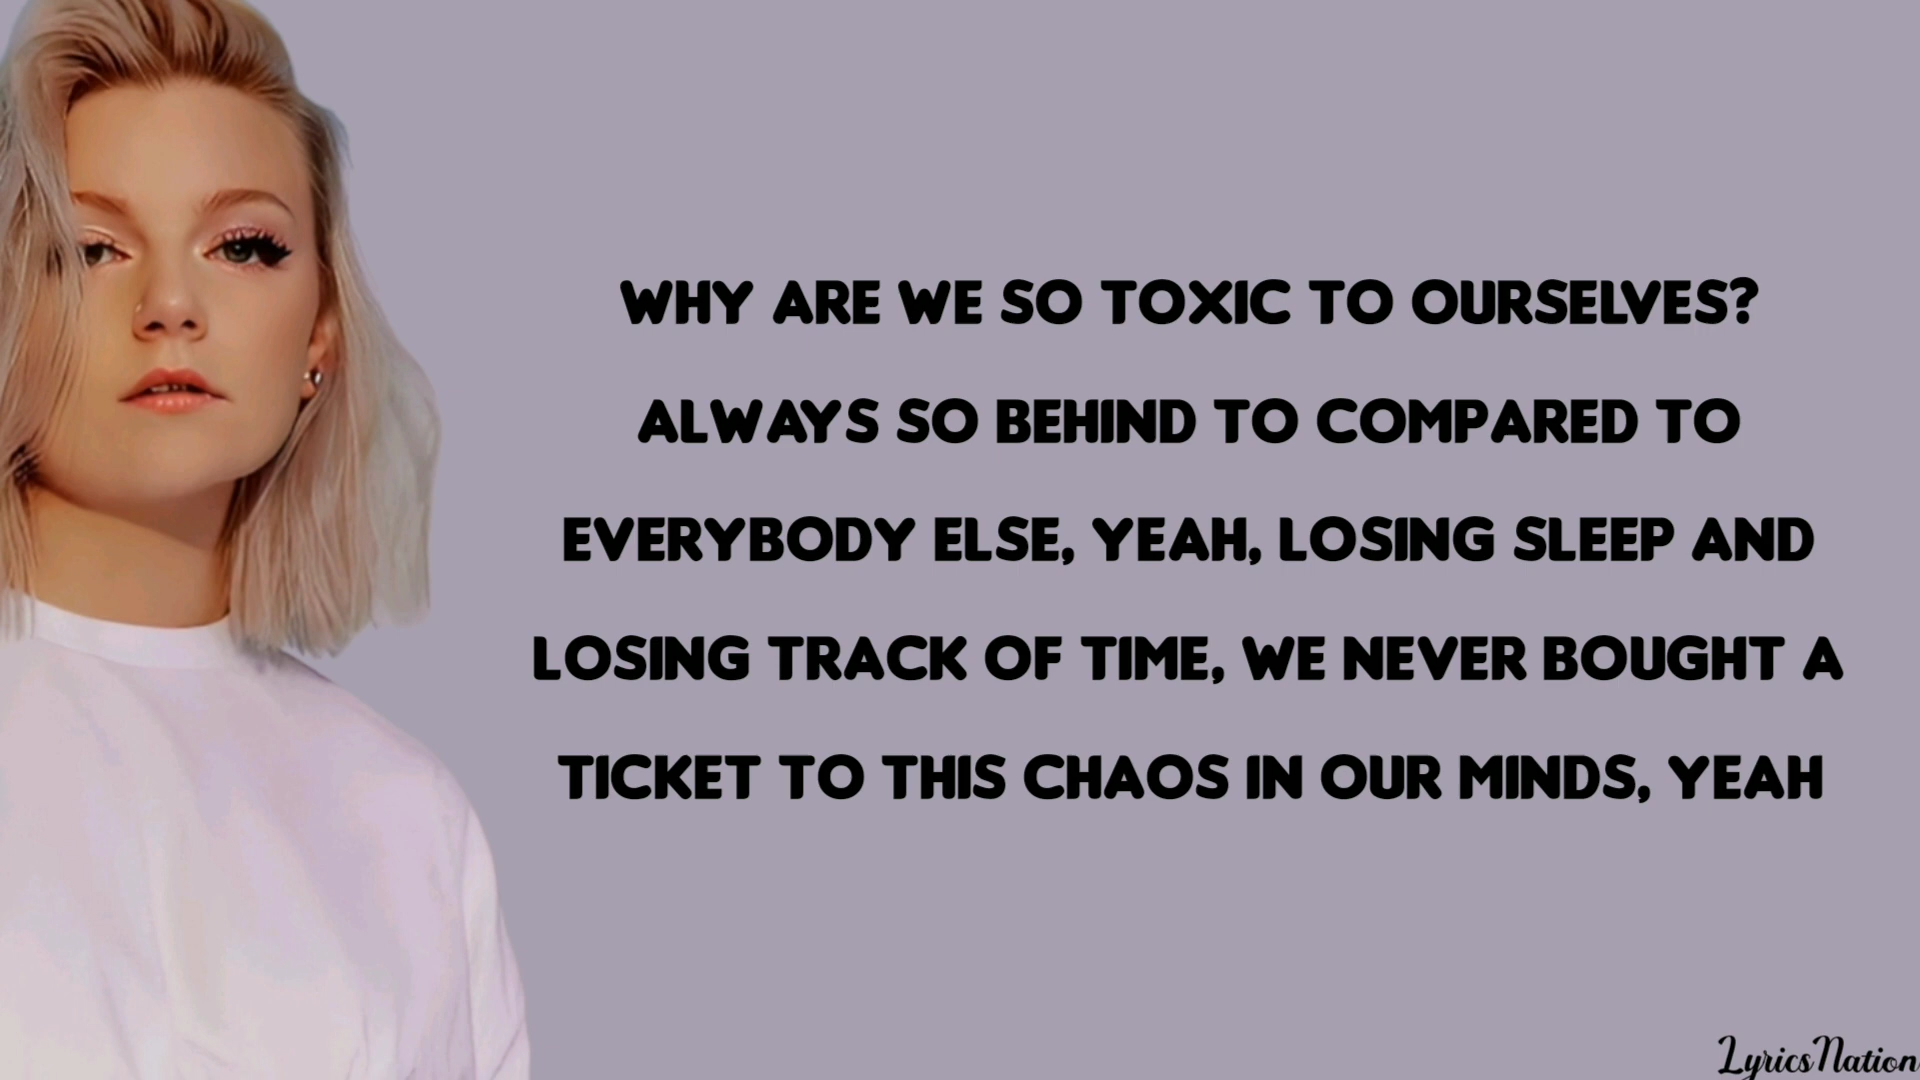 WHY ARE WE SO TOXIC TO OURSELVES?
ALWAYS SO BEHIND TO COMPARED TO
EVERYBODY ELSE, YEAH, LOSING SLEEP AND
LOSING TRACK OF TIME, WE NEVER BOUGHT A
TICKET TO THIS CHAOS IN OUR MINDS, YEAH
LyricsNation